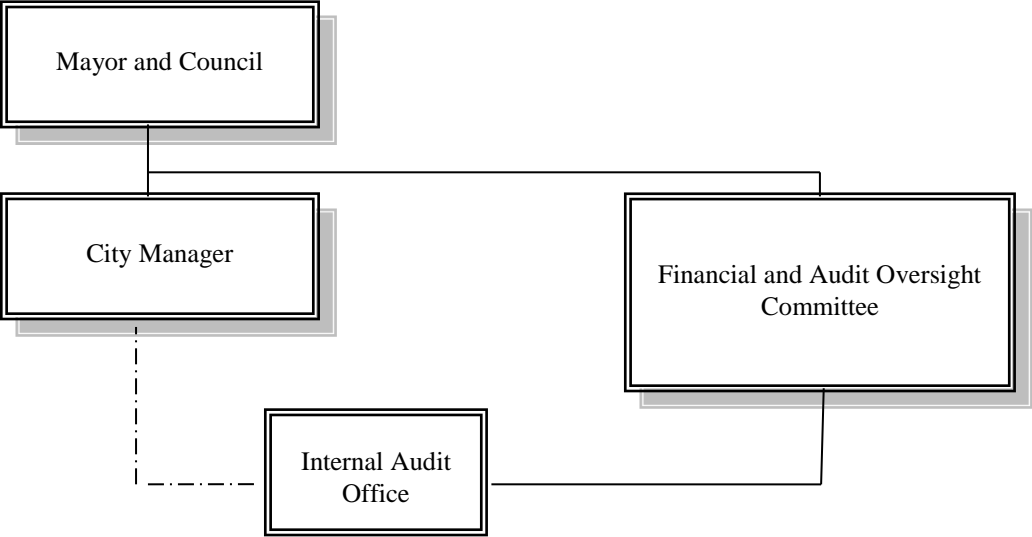 Mayor and Council
City Manager
Financial and Audit Oversight
Committee
Internal Audit
Office